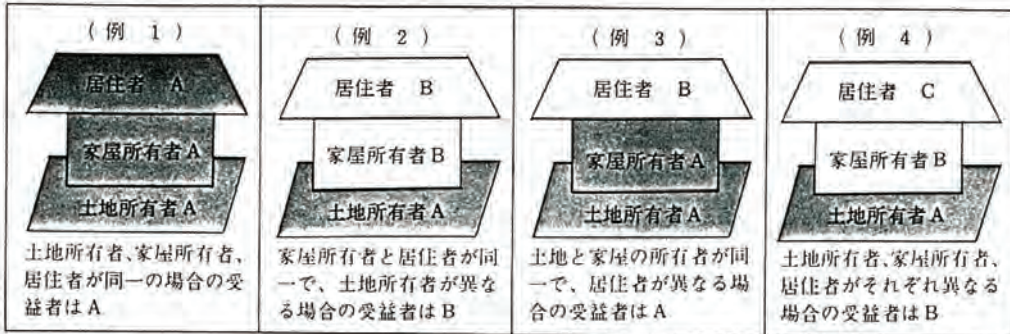 (例 1)
居住者 A
家屋所有者A
土地所有者A
土地所有者、家屋所有者、
居住者が同一の場合の受
益者はA
(例 2)
居住者 B
家屋所有者B
土地所有者A
家屋所有者と居住者が同
一で、土地所有者が異な
る場合の受益者はB
(例 3)
居住者 B
家屋所有者A
土地所有者A
土地と家屋の所有者が同
一で、居住者が異なる場
合の受益者はA
(例 4)
居住者 C
家屋所有者B
土地所有者A
土地所有者、家屋所有者、
居住者がそれぞれ異なる
場合の受益者はB